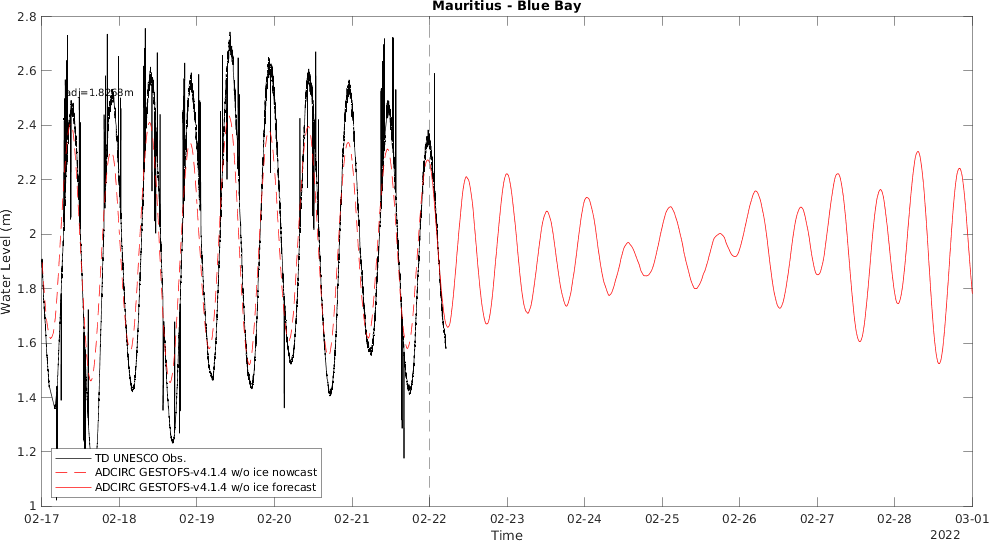 Mauritius - Blue Bay
2.8
2.6
2.4
2.2
2
1.8
1.6
1.4
1.2
1
Water Level (m)
TD UNESCO Obs.
ADCIRC GESTOFS-v4.1.4 w/o ice nowcast
ADCIRC GESTOFS-v4.1.4 w/o ice forecast
02-17 02-18 02-19 02-20 02-21 02-22 02-23 02-24 02-25 02-26 02-27 02-28 03-01
Time
2022